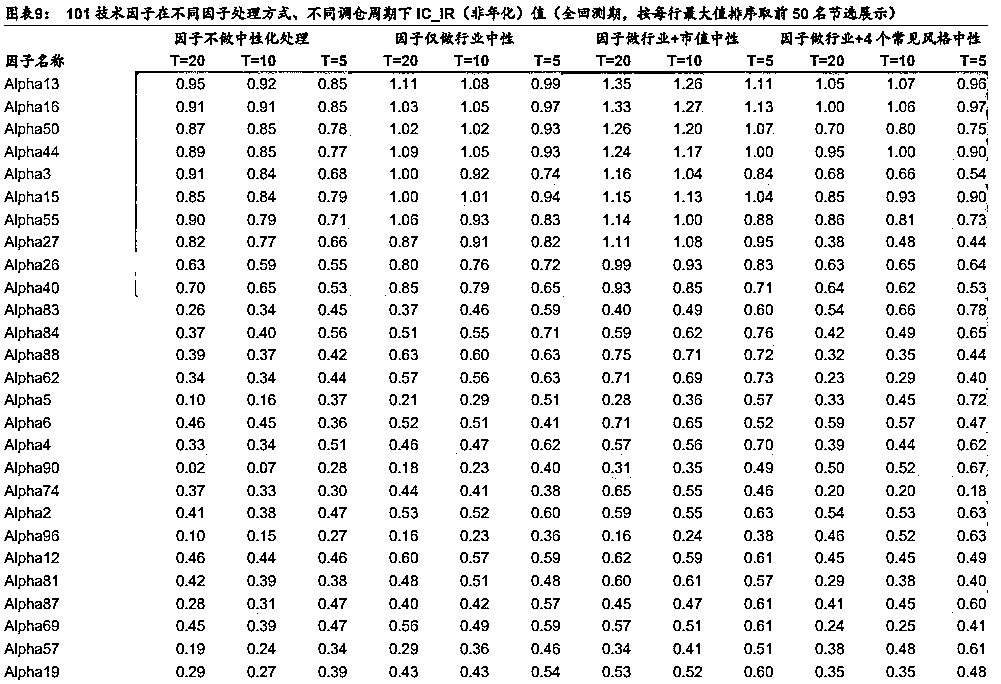 图表9： 101 技术因子在不同因子处理方式、不同调仓周期下 IC_IR（非年化）值（全回测期，按每行最大值排序取前 50 名节选展示）
因子不做中性化处理 因子仅做行业中性 因子做行业+市值中性 因子做行业+4 个常见风格中性
因子名称 T=20 T=10 T=5 T=20 T=10 T=5 T=20 T=10 T=5 T=20 T=10 T=5
Alpha13 0.95 0.92 0.85 1.11 1.08 0.99 1.35 1.26 1.11 1.05 1.07 0.96
Alpha16 0.91 0.91 0.85 1.03 1.05 0.97 1.33 1.27 1.13 1.00 1.06 0.97
Alpha50 0.87 0.85 0.78 1.02 1.02 0.93 1.26 1.20 1.07 0.70 0.80 0.75
Alpha44 0.89 0.85 0.77 1.09 1.05 0.93 1.24 1.17 1.00 0.95 1.00 0.90
Alpha3 0.91 0.84 0.68 1.00 0.92 0.74 1.16 1.04 0.84 0.68 0.66 0.54
Alpha15 0.85 0.84 0.79 1.00 1.01 0.94 1.15 1.13 1.04 0.85 0.93 0.90
Alpha55 0.90 0.79 0.71 1.06 0.93 0.83 1.14 1.00 0.88 0.86 0.81 0.73
Alpha27 0.82 0.77 0.66 0.87 0.91 0.82 1.11 1.08 0.95 0.38 0.48 0.44
Alpha26 0.63 0.59 0.55 0.80 0.76 0.72 0.99 0.93 0.83 0.63 0.65 0.64
Alpha40 0.70 0.65 0.53 0.85 0.79 0.65 0.93 0.85 0.71 0.64 0.62 0.53
Alpha83 0.26 0.34 0.45 0.37 0.46 0.59 0.40 0.49 0.60 0.54 0.66 0.78
Alpha84 0.37 0.40 0.56 0.51 0.55 0.71 0.59 0.62 0.76 0.42 0.49 0.65
Alpha88 0.39 0.37 0.42 0.63 0.60 0.63 0.75 0.71 0.72 0.32 0.35 0.44
Alpha62 0.34 0.34 0.44 0.57 0.56 0.63 0.71 0.69 0.73 0.23 0.29 0.40
Alpha5 0.10 0.16 0.37 0.21 0.29 0.51 0.28 0.36 0.57 0.33 0.45 0.72
Alpha6 0.46 0.45 0.36 0.52 0.51 0.41 0.71 0.65 0.52 0.59 0.57 0.47
Alpha4 0.33 0.34 0.51 0.46 0.47 0.62 0.57 0.56 0.70 0.39 0.44 0.62
Alpha90 0.02 0.07 0.28 0.18 0.23 0.40 0.31 0.35 0.49 0.50 0.52 0.67
Alpha74 0.37 0.33 0.30 0.44 0.41 0.38 0.65 0.55 0.46 0.20 0.20 0.18
Alpha2 0.41 0.38 0.47 0.53 0.52 0.60 0.59 0.55 0.63 0.54 0.53 0.63
Alpha96 0.10 0.15 0.27 0.16 0.23 0.36 0.16 0.24 0.38 0.46 0.52 0.63
Alpha12 0.46 0.44 0.46 0.60 0.57 0.59 0.62 0.59 0.61 0.45 0.45 0.49
Alpha81 0.42 0.39 0.38 0.48 0.51 0.48 0.60 0.61 0.57 0.29 0.38 0.40
Alpha87 0.28 0.31 0.47 0.40 0.42 0.57 0.45 0.47 0.61 0.41 0.45 0.60
Alpha69 0.45 0.39 0.47 0.56 0.49 0.59 0.57 0.51 0.61 0.24 0.25 0.41
Alpha57 0.19 0.24 0.34 0.29 0.36 0.46 0.34 0.41 0.51 0.38 0.48 0.61
Alpha19 0.29 0.27 0.39 0.43 0.43 0.54 0.53 0.52 0.60 0.35 0.35 0.48